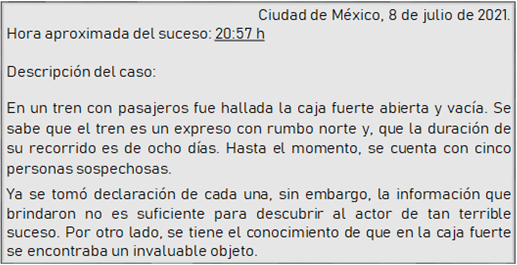 Ciudad de México, 8 de julio de 2021.
Hora aproximada del suceso: 20:57 h
Descripción del caso:
En un tren con pasajeros fue hallada la caja fuerte abierta y vacía. Se
sabe que el tren es un expreso con rumbo norte y, que la duración de
su recorrido es de ocho días. Hasta el momento, se cuenta con cinco
personas sospechosas.
Ya se tomó declaración de cada una, sin embargo, la información que
brindaron no es suficiente para descubrir al actor de tan terrible
suceso. Por otro lado, se tiene el conocimiento de que en la caja fuerte
se encontraba un invaluable objeto.